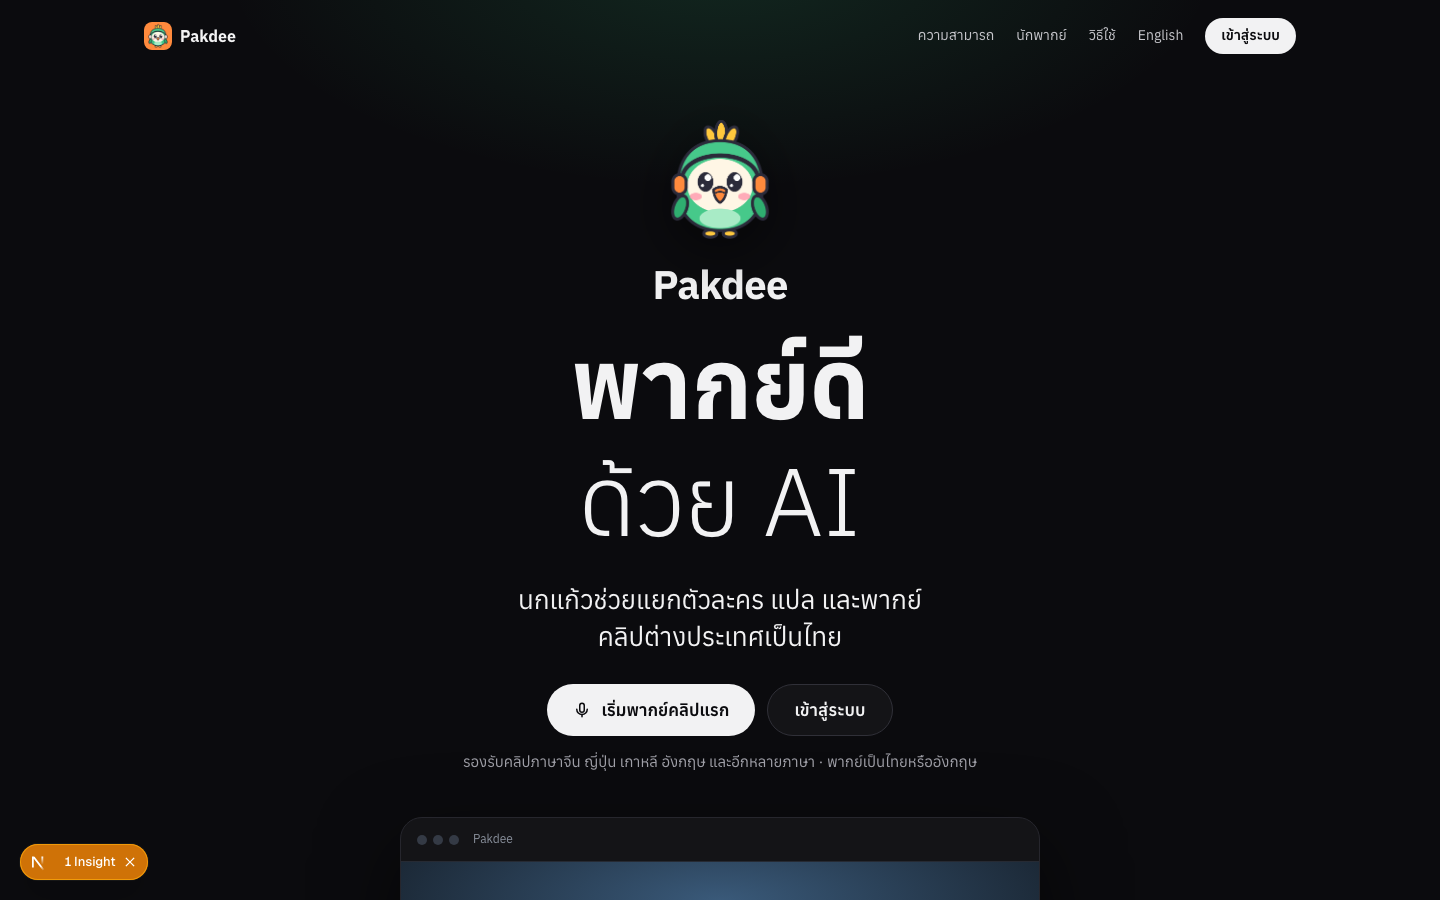 Pakdee
ความสามารถ
นักพากย์
วิธีใช้
English
เข้าสู่ระบบ
Pakdee
พากย์ดี
ด้วย AI
นกแก้วช่วยแยกตัวละคร แปล และพากย์
คลิปต่างประเทศเป็นไทย
เริ่มพากย์คลิปแรก
เข้าสู่ระบบ
รองรับคลิปภาษาจีน ญี่ปุ่น เกาหลี อังกฤษ และอีกหลายภาษา · พากย์เป็นไทยหรืออังกฤษ
Pakdee
1 Insight